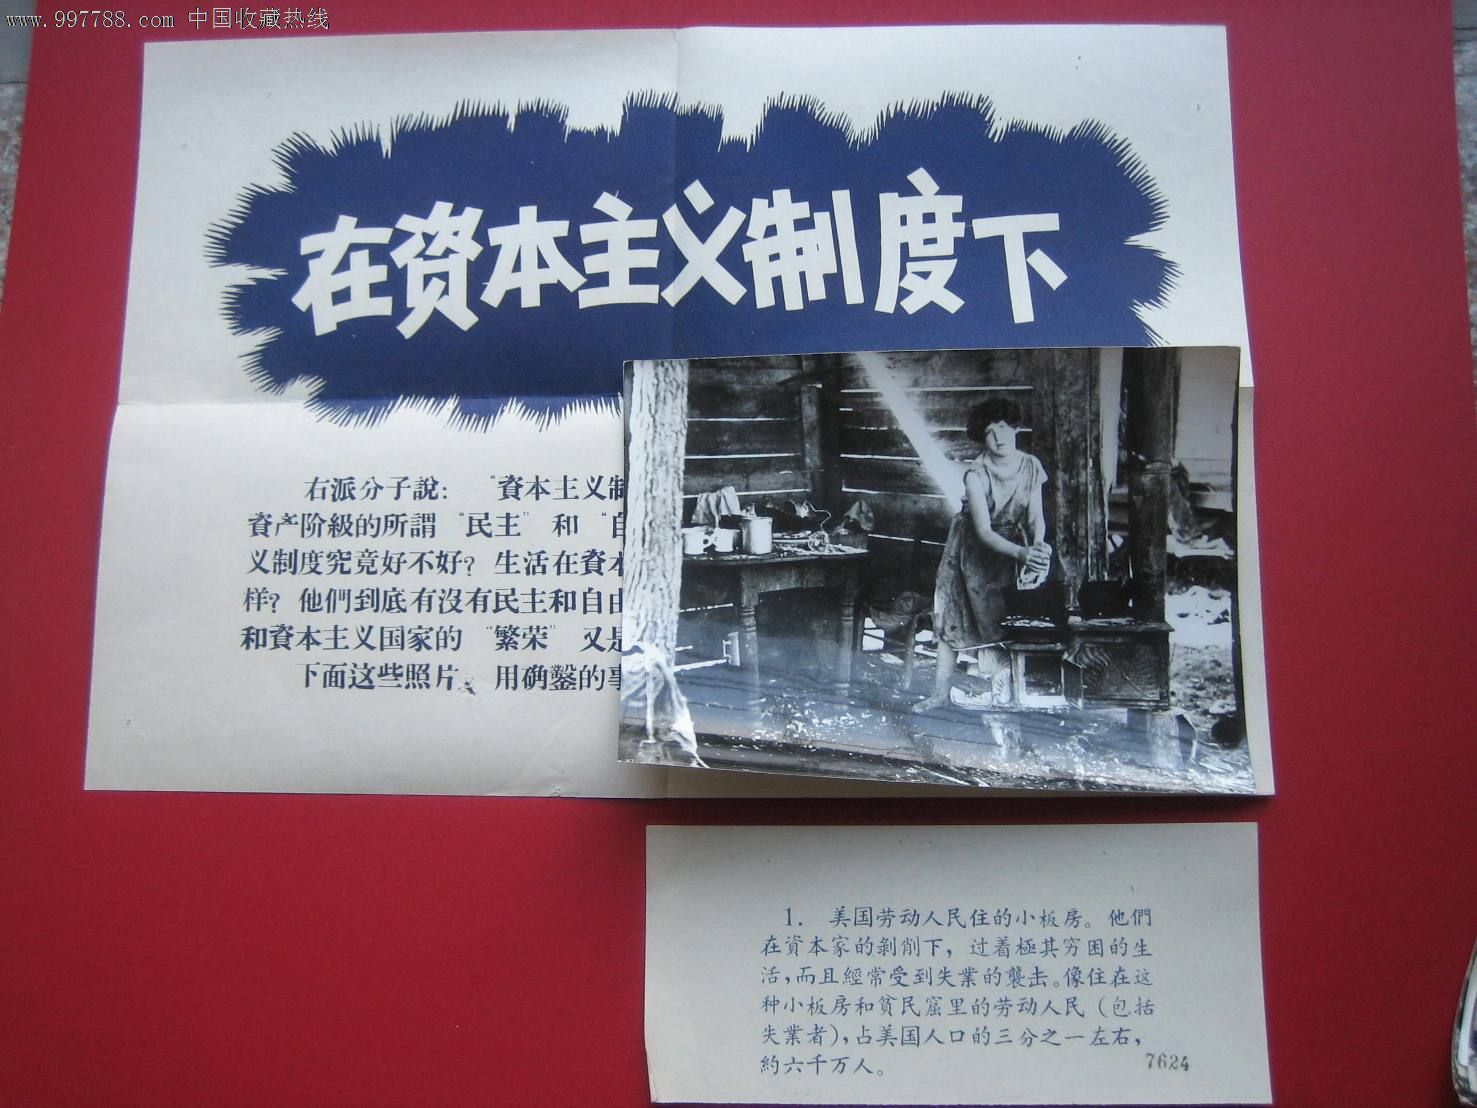 www.997788.com 中国收藏热线
在資本主义制度下
右派分子說：“資本主义制
資产阶級的所謂“民主”和“自
义制度究竟好不好？生活在資本
样？他們到底有沒有民主和自由
和資本主义国家的“繁荣”又是
下面这些照片，用确鑿的事
1. 美国劳动人民住的小板房。他們
在資本家的剝削下，过着極其穷困的生
活，而且經常受到失業的襲击。像住在这
种小板房和貧民窟里的劳动人民（包括
失業者），占美国人口的三分之一左右，
約六千万人。
7624